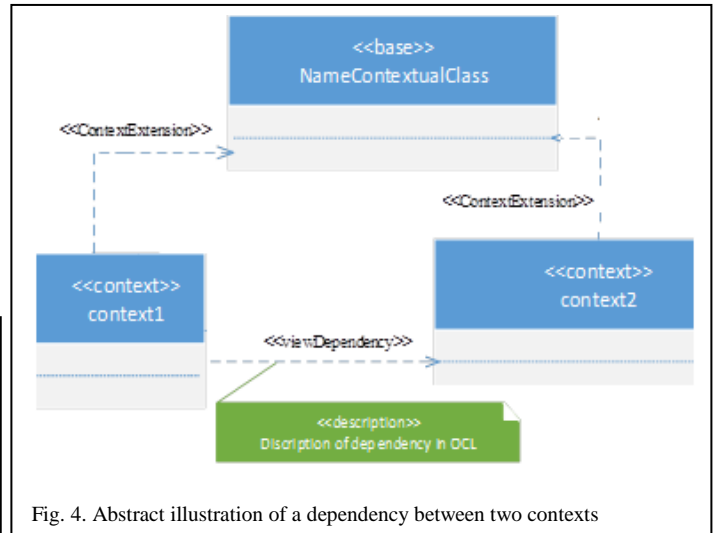 <<base>>
NameContextualClass
<<ContextExtension>>
<<ContextExtension>>
<<context>>
context1
<<context>>
context2
<<viewDependency>>
<<description>>
Discription of dependency in OCL
Fig. 4. Abstract illustration of a dependency between two contexts